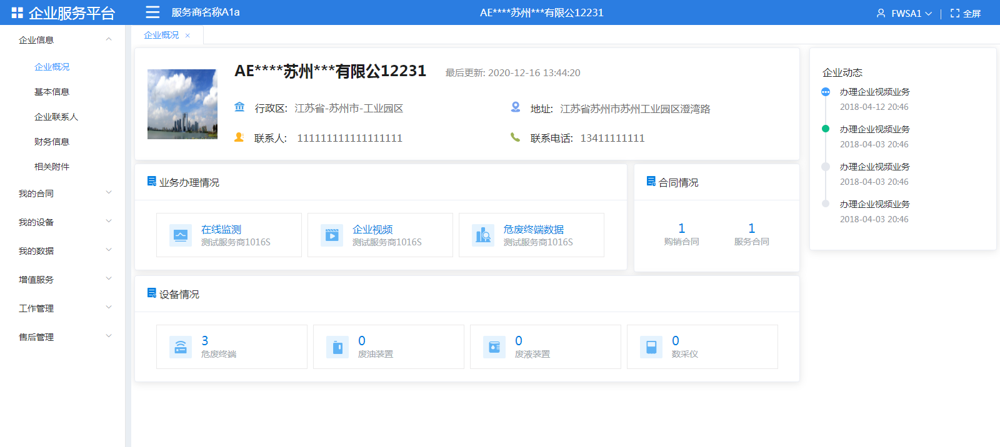 企业服务平台
服务商名称A1a
AE****苏州***有限公12231
FWSA1
全屏
企业信息
企业概况
基本信息
企业联系人
财务信息
相关附件
我的合同
我的设备
我的数据
增值服务
工作管理
售后管理
企业概况 ×
AE****苏州***有限公12231
最后更新: 2020-12-16 13:44:20
行政区: 江苏省-苏州市-工业园区
地址: 江苏省苏州市苏州工业园区澄湾路
联系人: 111111111111111111
联系电话: 13411111111
业务办理情况
在线监测
测试服务商1016S
企业视频
测试服务商1016S
危废终端数据
测试服务商1016S
合同情况
1
购销合同
1
服务合同
设备情况
3
危废终端
0
废油装置
0
废液装置
0
数采仪
企业动态
办理企业视频业务
2018-04-12 20:46
办理企业视频业务
2018-04-03 20:46
办理企业视频业务
2018-04-03 20:46
办理企业视频业务
2018-04-03 20:46